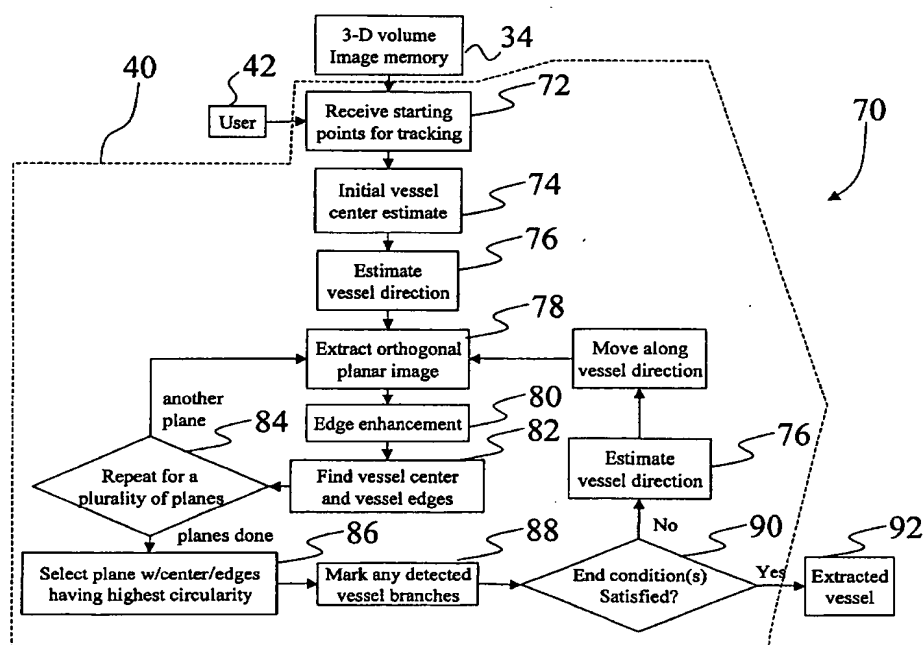 3-D volume
Image memory
34
40
42
User
72
Receive starting
points for tracking
70
74
Initial vessel
center estimate
76
Estimate
vessel direction
78
Extract orthogonal
planar image
Move along
vessel direction
another
plane
80
Edge enhancement
84
82
76
Repeat for a
plurality of planes
Find vessel center
and vessel edges
Estimate
vessel direction
planes done
86
88
No
90
92
Select plane w/center/edges
having highest circularity
Mark any detected
vessel branches
End condition(s)
Satisfied?
Yes
Extracted
vessel